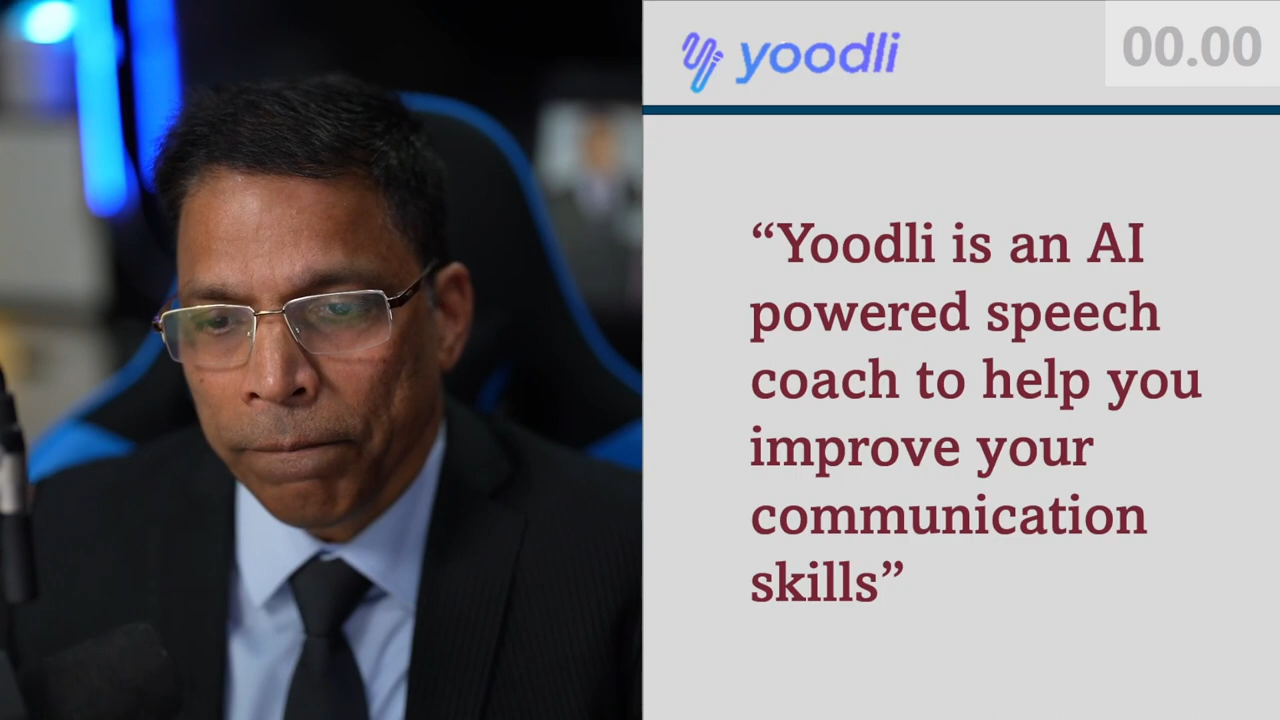 yoodli
00.00
“Yoodli is an AI
powered speech
coach to help you
improve your
communication
skills”